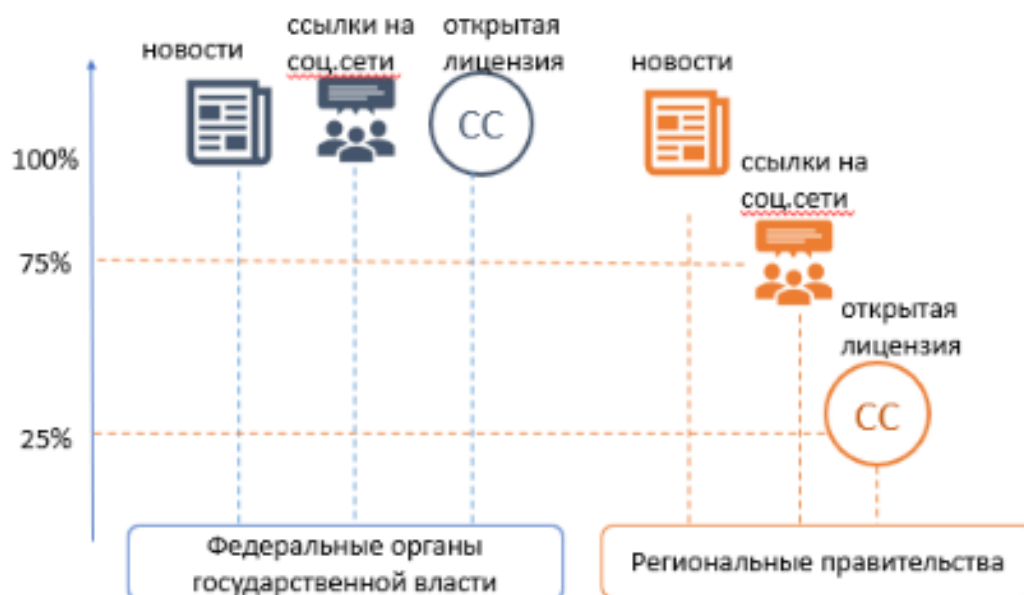 новости
ссылки на
соц.сети
открытая
лицензия
CC
новости
ссылки на
соц.сети
открытая
лицензия
CC
100%
75%
25%
Федеральные органы
государственной власти
Региональные правительства